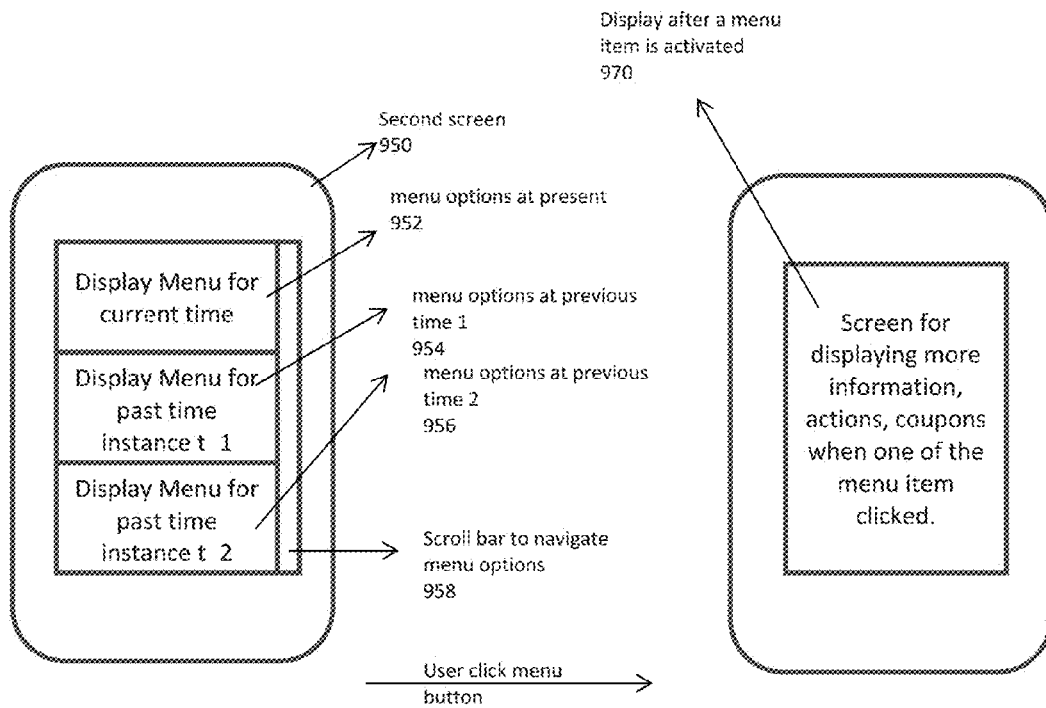 Display after a menu
item is activated
970
Second screen
950
menu options at present
952
Display Menu for
current time
menu options at previous
time 1
954
Display Menu for
past time
instance t_1
menu options at previous
time 2
956
Display Menu for
past time
instance t_2
Scroll bar to navigate
menu options
958
Screen for
displaying more
information,
actions, coupons
when one of the
menu item
clicked.
User click menu
button